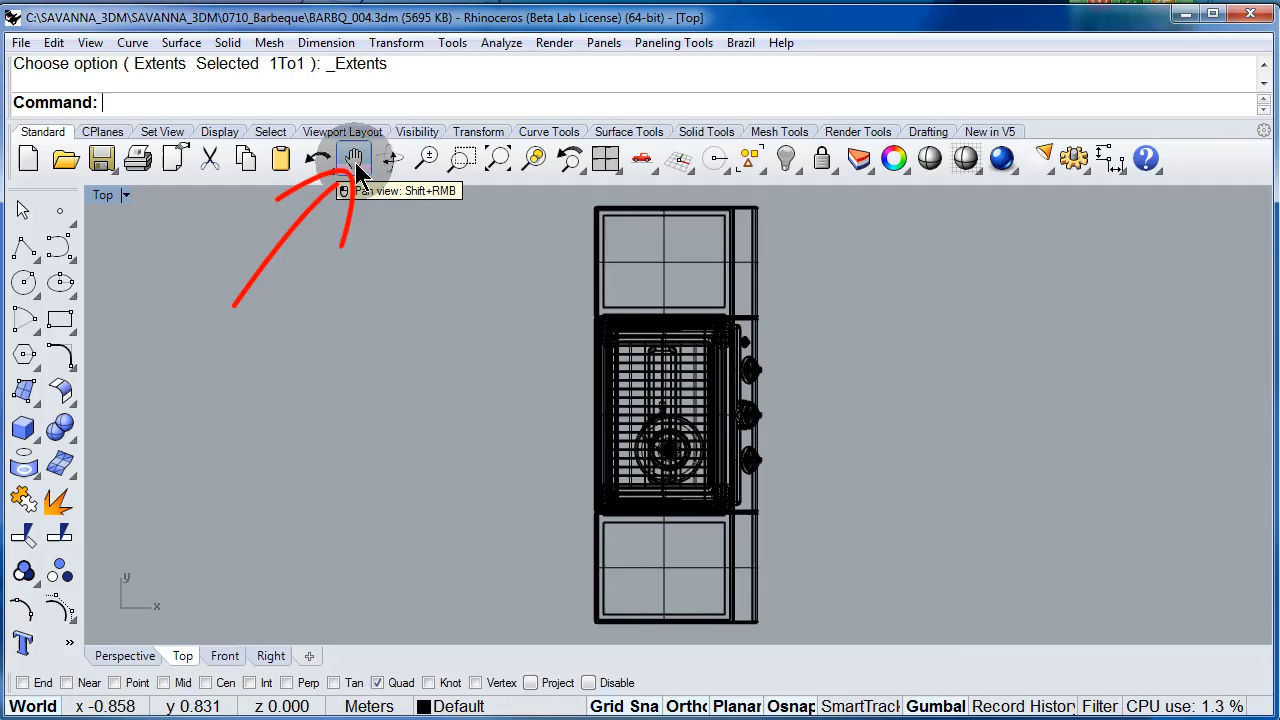 C:\SAVANNA_3DM\SAVANNA_3DM\0710_Barbeque\BARBQ_004.3dm (5695 KB) - Rhinoceros (Beta Lab License) (64-bit) - [Top]
File Edit View Curve Surface Solid Mesh Dimension Transform Tools Analyze Render Panels Paneling Tools Brazil Help
Choose option ( Extents Selected 1To1 ): _Extents
Command:
Standard CPlanes Set View Display Select Viewport Layout Visibility Transform Curve Tools Surface Tools Solid Tools Mesh Tools Render Tools Drafting New in V5
Top
view: Shift+RMB
y
x
T
Perspective Top Front Right
End Near Point Mid Cen Int Perp Tan Quad Knot Vertex Project Disable
World x -0.858 y 0.831 z 0.000 Meters Default Grid Sna Ortho Planar Osnap SmartTrack Gumbal Record History Filter CPU use: 1.3 %